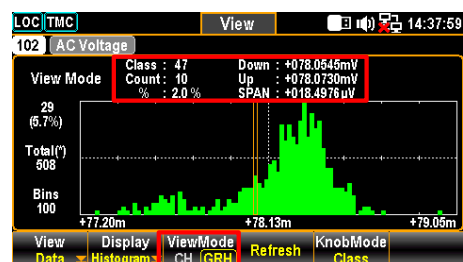 LOC TMC View 14:37:59
102 AC Voltage
Class : 47 Down : +078.0545mV
View Mode Count : 10 Up : +078.0730mV
% : 2.0 % SPAN : +018.4976µV
29
(5.7%)
Total(*)
508
Bins
100
+77.20m +78.13m +79.05m
View Display ViewMode Refresh KnobMode
Data Histogram CH GRH Class